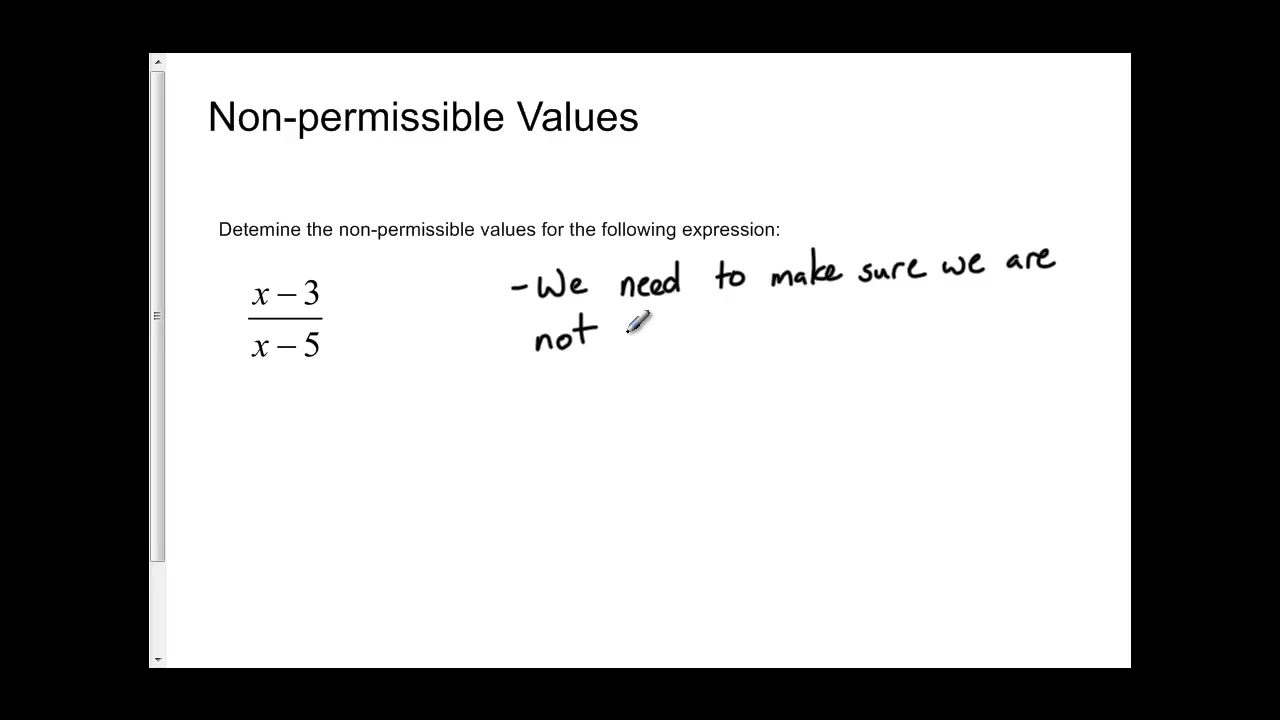 Non-permissible Values
Detemine the non-permissible values for the following expression:
x − 3
x − 5
- We need to make sure we are
not